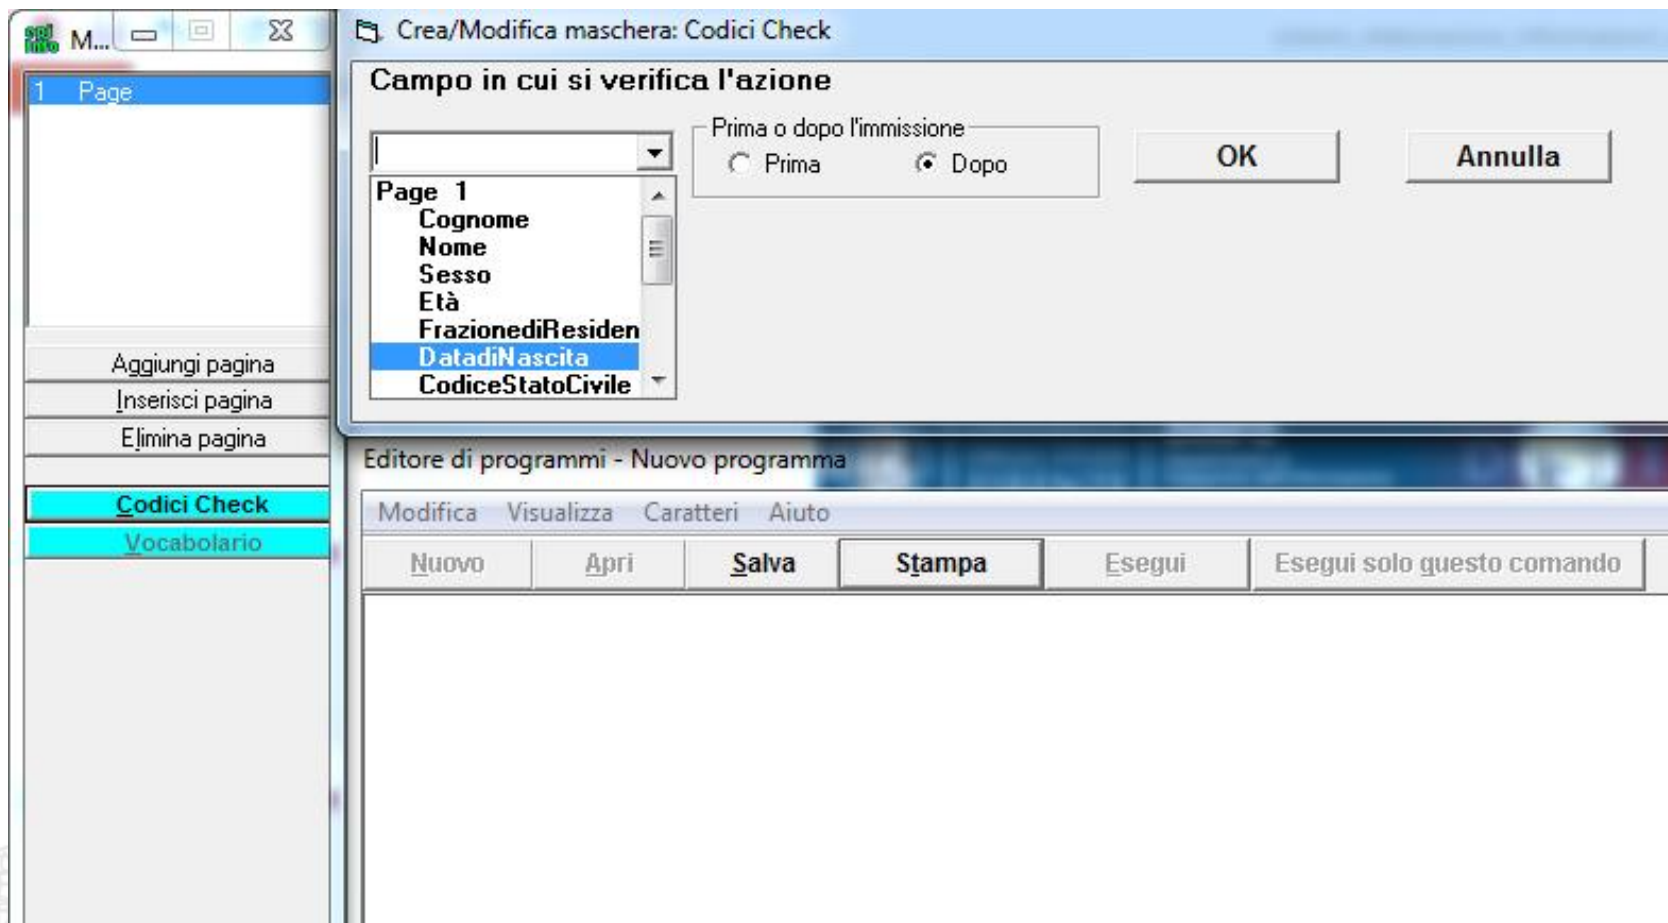 Epi
Info
M...
1 Page
Aggiungi pagina
Inserisci pagina
Elimina pagina
Codici Check
Vocabolario
Crea/Modifica maschera: Codici Check
Campo in cui si verifica l'azione
Prima o dopo l'immissione
Prima
Dopo
OK
Annulla
Page 1
Cognome
Nome
Sesso
Età
FrazionediResiden
DatadiNascita
CodiceStatoCivile
Editore di programmi - Nuovo programma
Modifica Visualizza Caratteri Aiuto
Nuovo Apri Salva Stampa Esegui Esegui solo questo comando